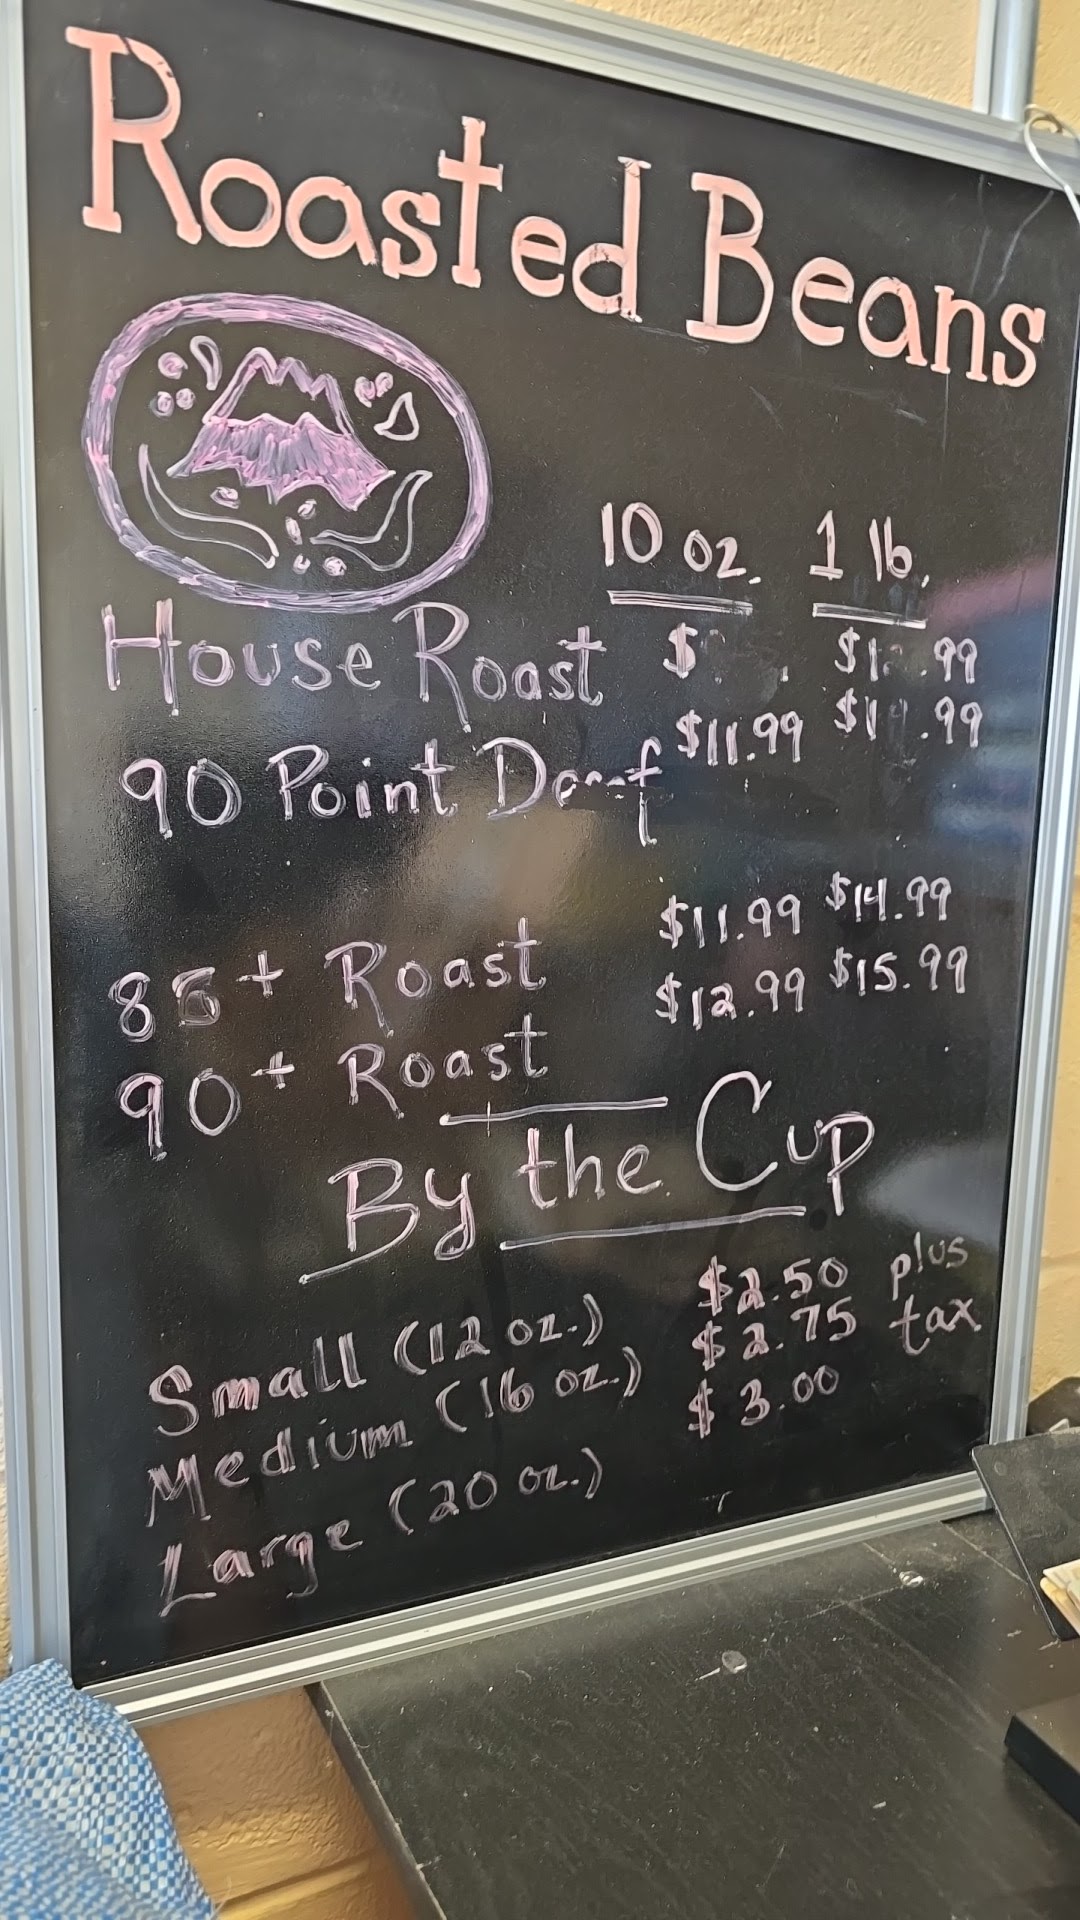 Roasted Beans
10 oz. 1 lb.
House Roast $
90 Point $11.99
85+ Roast $11.99 $14.99
90+ Roast $12.99 $15.99
By the Cup
Small (12 oz.) $2.50 plus
Medium (16 oz.) $2.75 tax
Large (20 oz.) $3.00